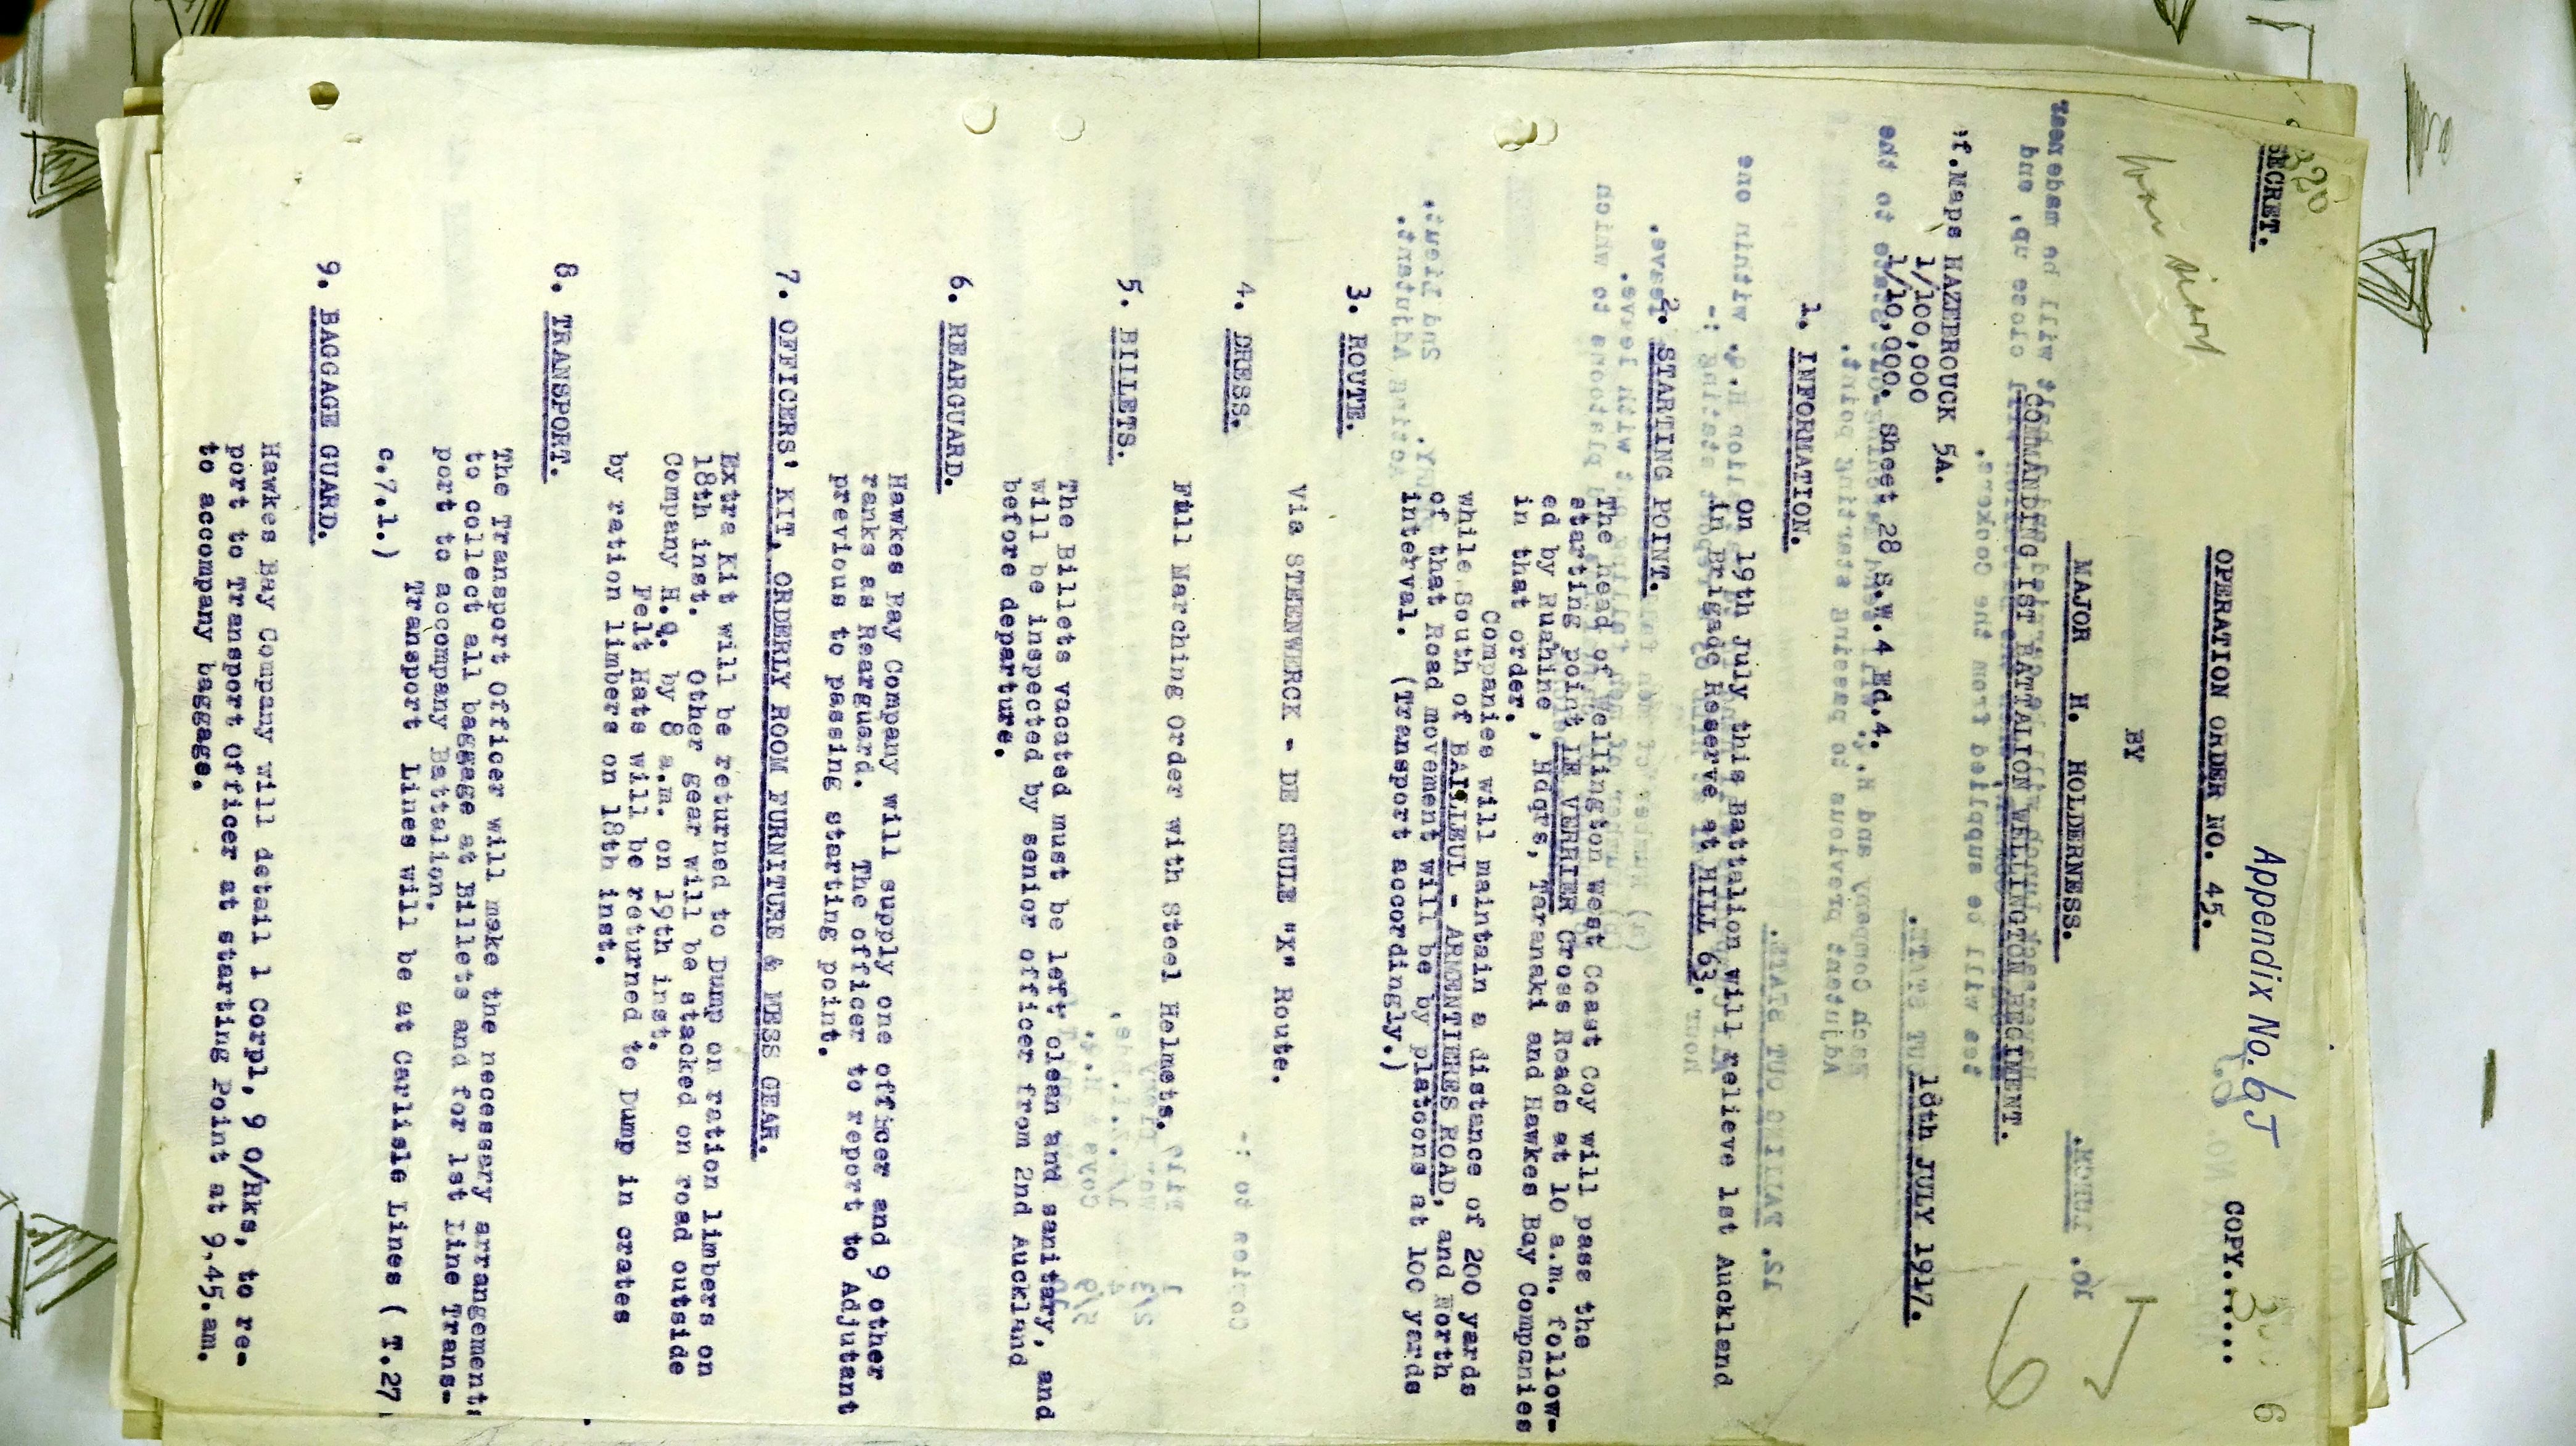 320
SECRET.
Appendix No. 6J
6
OPERATION ORDER NO. 45.
COPY..3....
BY
War Diary
MAJOR H. HOLDERNESS.
COMMANDING 1ST BATTALION WELLINGTON REGIMENT.
J
6
18th JULY 1917.
f.Maps HAZEBROUCK 5A.
1/100,000
1/10,000. Sheet 28 S.W.4 Ed.4.
1. INFORMATION.
On 19th July this Battalion will relieve 1st Auckland
in Brigade Reserve at HILL 63.
2. STARTING POINT.
The head of Wellington West Coast Coy will pass the
starting point LE VERRIER Cross Roads at 10 a.m. follow-
ed by Ruahine , Hdqrs, Taranaki and Hawkes Bay Companies
in that order.
Companies will maintain a distance of 200 yards
while South of BAILLEUL - ARMENTIERES ROAD, and North
of that Road movement will be by platoons at 100 yards
interval. (Transport accordingly.)
3. ROUTE.
Via STEENWERCK - DE SEULE "X" Route.
4. DRESS.
Full Marching Order with Steel Helmets.
5. BILLETS.
The Billets vacated must be left clean and sanitary, and
will be inspected by senior officer from 2nd Auckland
before departure.
6. REARGUARD.
Hawkes Bay Company will supply one officer and 9 other
ranks as Rearguard. The officer to report to Adjutant
previous to passing starting point.
7. OFFICERS' KIT, ORDERLY ROOM FURNITURE & MESS GEAR.
Extra Kit will be returned to Dump on ration limbers on
18th inst. Other gear will be stacked on road outside
Company H.Q. by 8 a.m. on 19th inst.
Felt Hats will be returned to Dump in crates
by ration limbers on 18th inst.
8. TRANSPORT.
The Transport Officer will make the necessary arrangements
to collect all baggage at Billets and for 1st Line Trans-
port to accompany Battalion.
Transport Lines will be at Carlisle Lines ( T.27
c.7.1.)
9. BAGGAGE GUARD.
Hawkes Bay Company will detail 1 Corpl, 9 O/Rks, to re-
port to Transport Officer at starting Point at 9.45.am.
to accompany baggage.